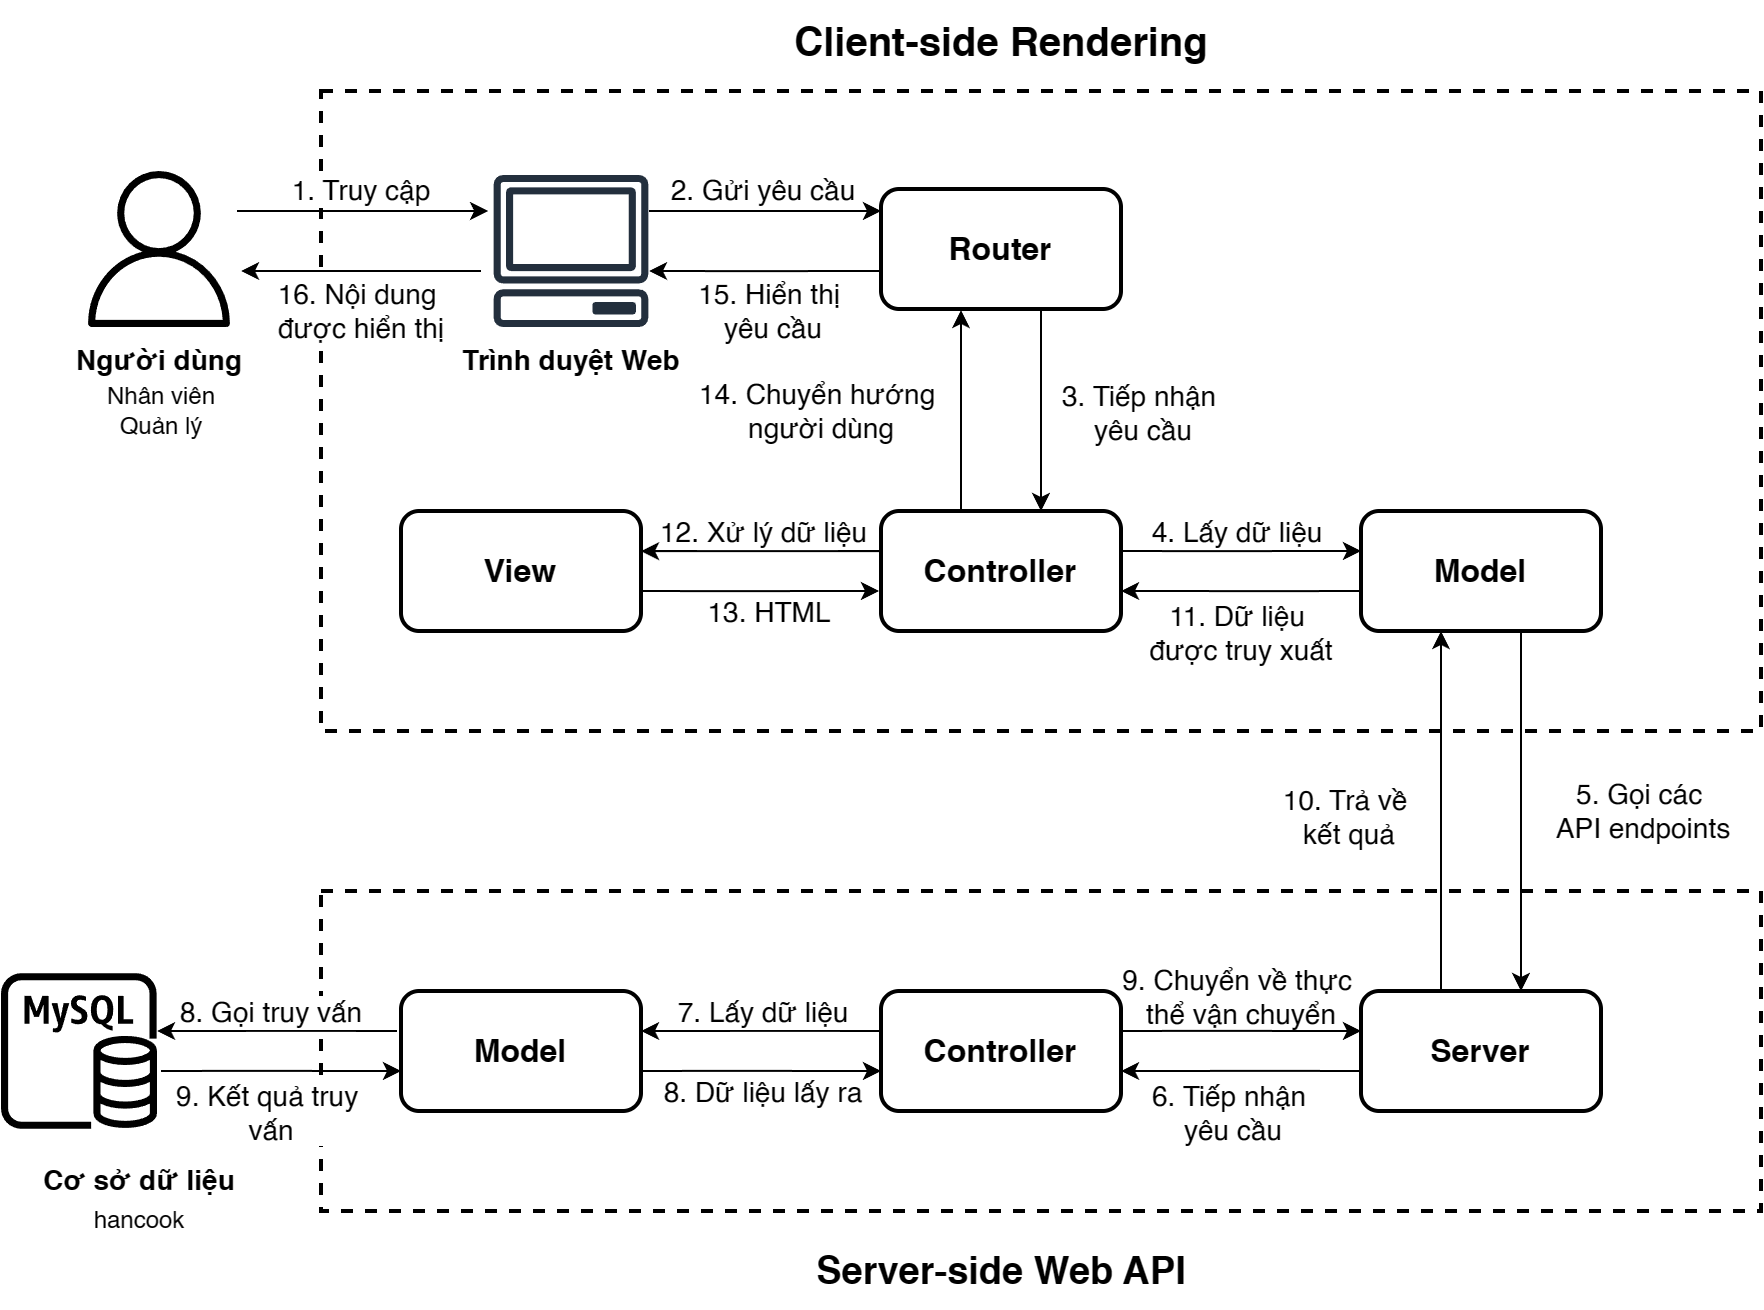 Client-side Rendering
1. Truy cập
2. Gửi yêu cầu
Router
16. Nội dung
được hiển thị
15. Hiển thị
yêu cầu
Người dùng
Nhân viên
Quản lý
Trình duyệt Web
14. Chuyển hướng
người dùng
3. Tiếp nhận
yêu cầu
View
12. Xử lý dữ liệu
13. HTML
Controller
4. Lấy dữ liệu
11. Dữ liệu
được truy xuất
Model
10. Trả về
kết quả
5. Gọi các
API endpoints
MySQL
8. Gọi truy vấn
9. Kết quả truy
vấn
Model
7. Lấy dữ liệu
8. Dữ liệu lấy ra
Controller
9. Chuyển về thực
thể vận chuyển
6. Tiếp nhận
yêu cầu
Server
Cơ sở dữ liệu
hancook
Server-side Web API